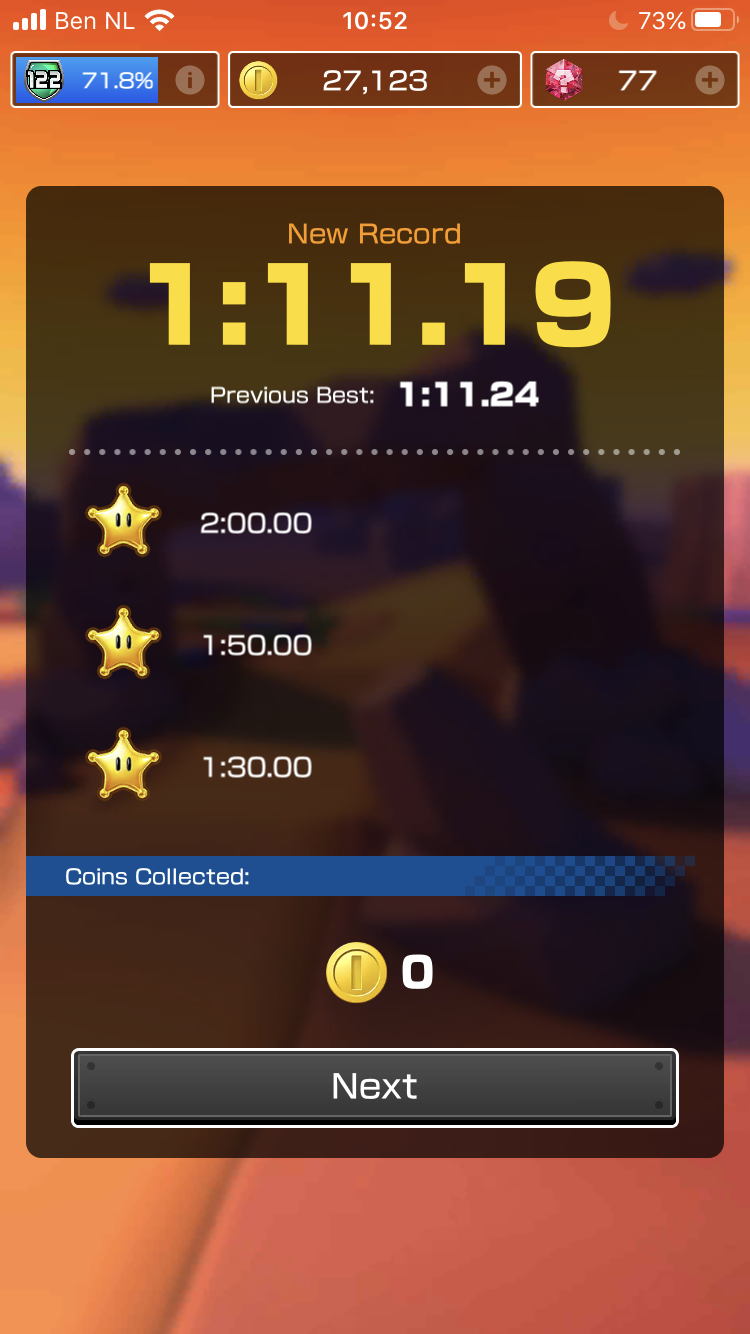 Ben NL 10:52 73%
122 71.8% i 27,123 + 77 +
New Record
1:11.19
Previous Best: 1:11.24
2:00.00
1:50.00
1:30.00
Coins Collected:
0
Next